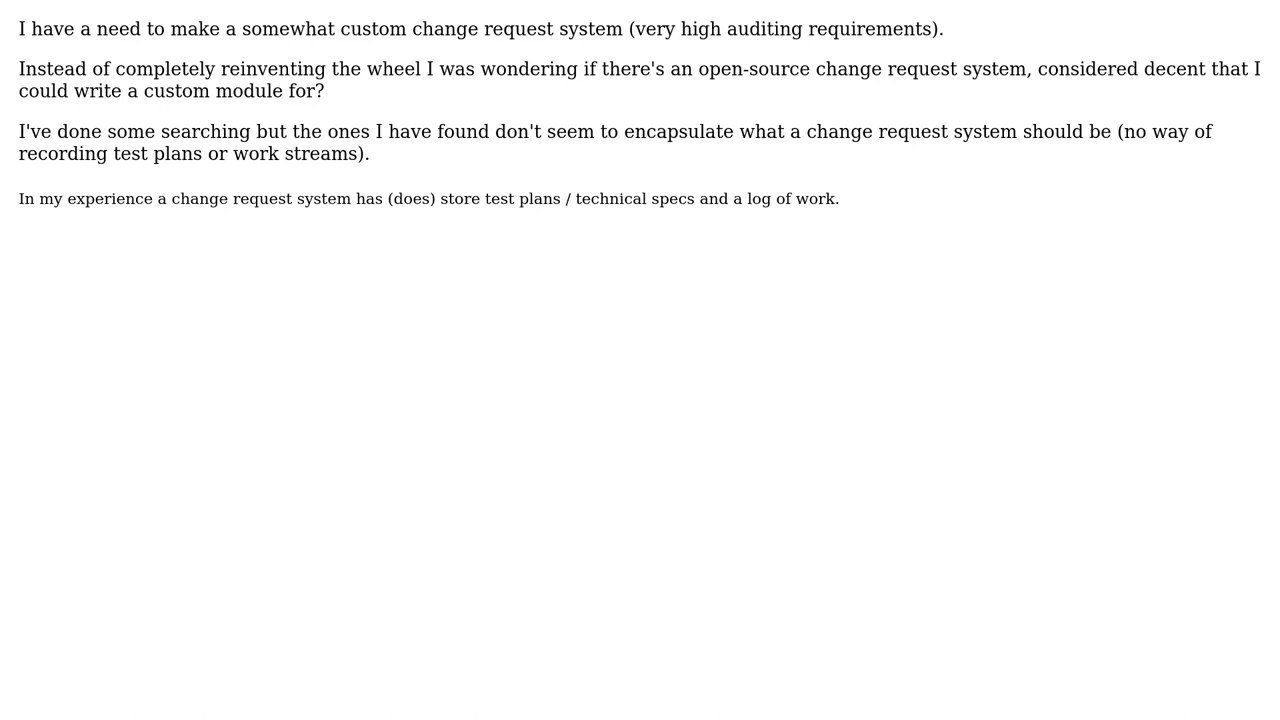 I have a need to make a somewhat custom change request system (very high auditing requirements).
Instead of completely reinventing the wheel I was wondering if there's an open-source change request system, considered decent that I
could write a custom module for?
I've done some searching but the ones I have found don't seem to encapsulate what a change request system should be (no way of
recording test plans or work streams).
In my experience a change request system has (does) store test plans / technical specs and a log of work.